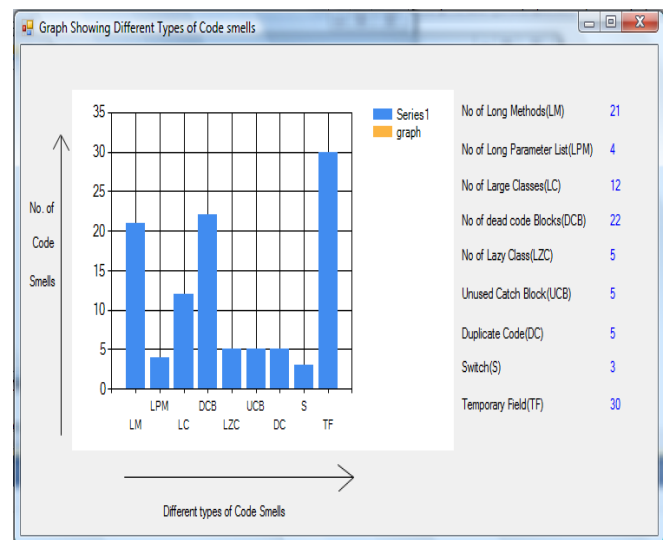 Graph Showing Different Types of Code smells
No. of
Code
Smells
35
30
25
20
15
10
5
0
LPM DCB UCB S
LM LC LZC DC TF
Series1
graph
Different types of Code Smells
No of Long Methods(LM) 21
No of Long Parameter List(LPM) 4
No of Large Classes(LC) 12
No of dead code Blocks(DCB) 22
No of Lazy Class(LZC) 5
Unused Catch Block(UCB) 5
Duplicate Code(DC) 5
Switch(S) 3
Temporary Field(TF) 30